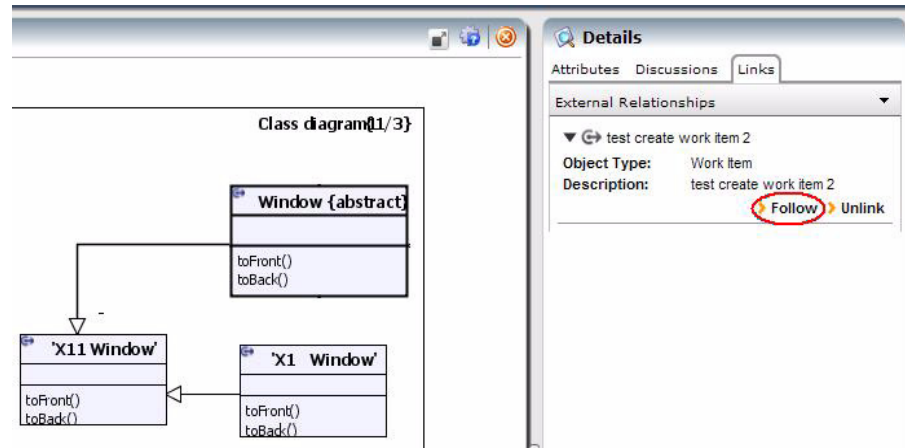 Details
Attributes Discussions Links
External Relationships
test create work item 2
Object Type: Work Item
Description: test create work item 2
Follow Unlink
Class diagram{1/3}
Window {abstract}
toFront()
toBack()
-
'X11 Window'
toFront()
toBack()
'X1 Window'
toFront()
toBack()